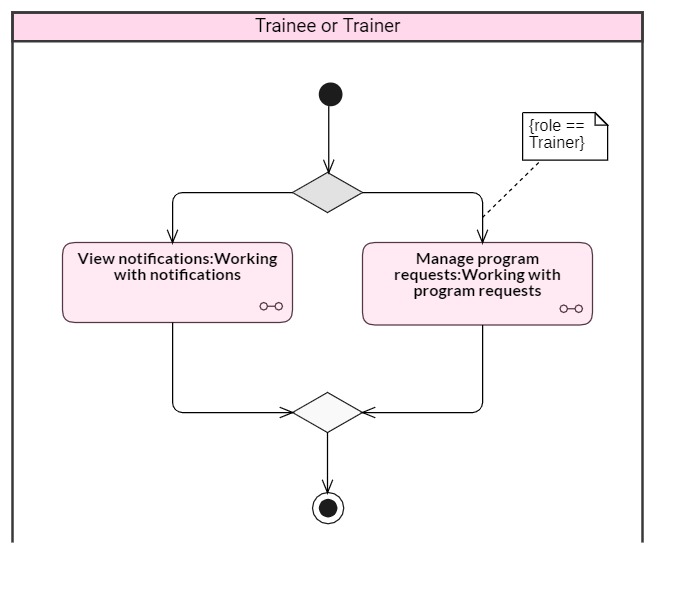 Trainee or Trainer
{role ==
Trainer}
View notifications:Working
with notifications
Manage program
requests:Working with
program requests